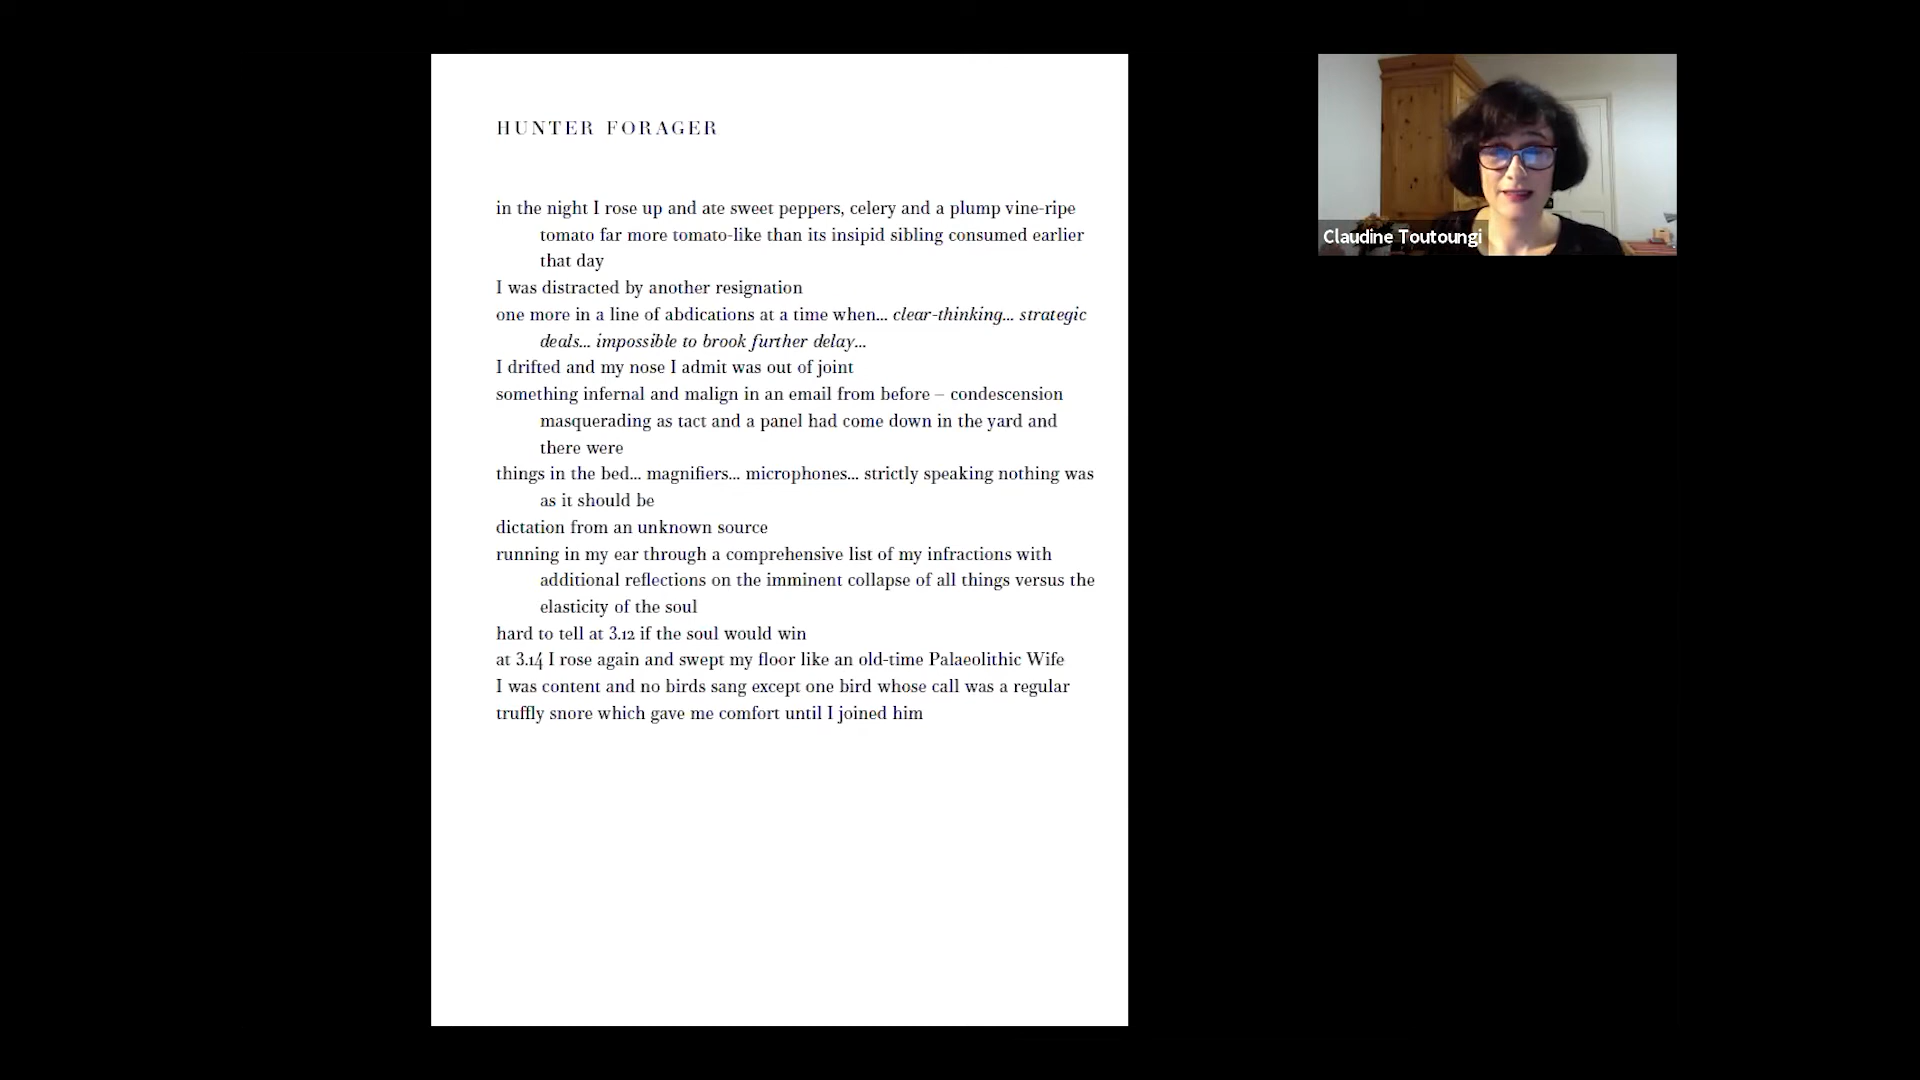 HUNTER FORAGER
in the night I rose up and ate sweet peppers, celery and a plump vine-ripe
tomato far more tomato-like than its insipid sibling consumed earlier
that day
I was distracted by another resignation
one more in a line of abdications at a time when... clear-thinking... strategic
deals... impossible to brook further delay...
I drifted and my nose I admit was out of joint
something infernal and malign in an email from before – condescension
masquerading as tact and a panel had come down in the yard and
there were
things in the bed... magnifiers... microphones... strictly speaking nothing was
as it should be
dictation from an unknown source
running in my ear through a comprehensive list of my infractions with
additional reflections on the imminent collapse of all things versus the
elasticity of the soul
hard to tell at 3.12 if the soul would win
at 3.14 I rose again and swept my floor like an old-time Palaeolithic Wife
I was content and no birds sang except one bird whose call was a regular
truffly snore which gave me comfort until I joined him
Claudine Toutoungi